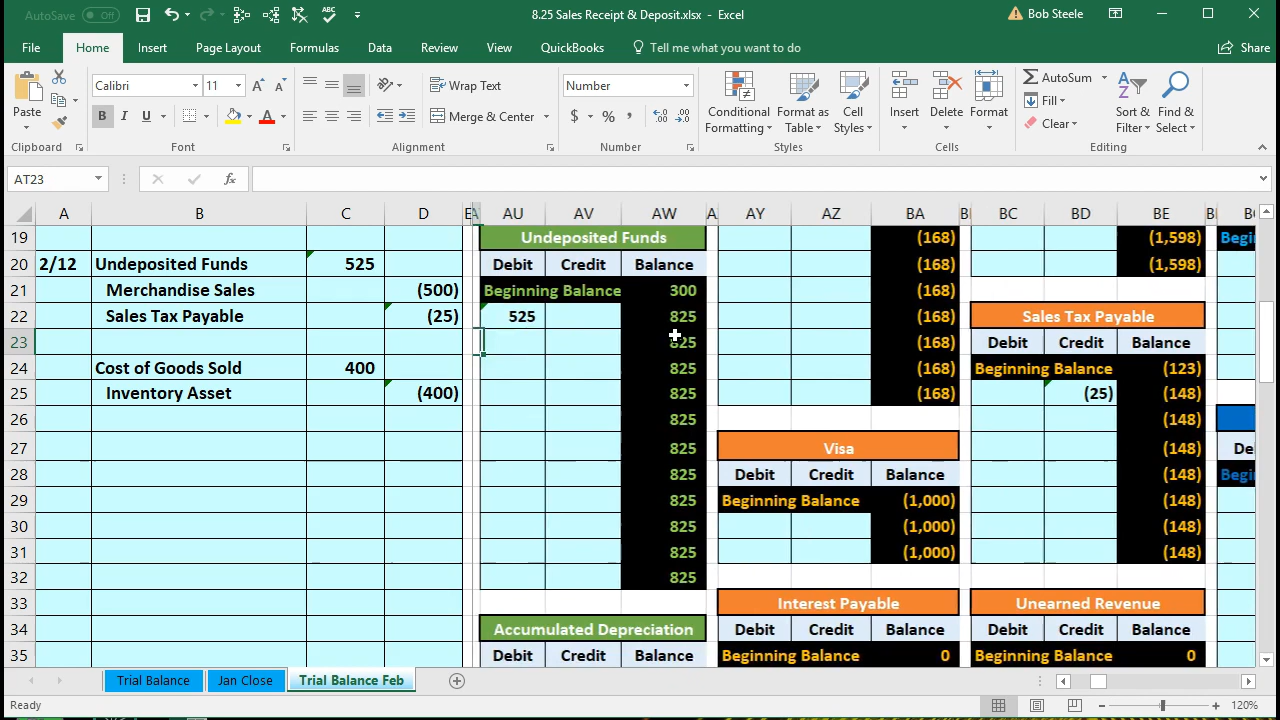 AutoSave Off 8.25 Sales Receipt & Deposit.xlsx - Excel Bob Steele
File Home Insert Page Layout Formulas Data Review View QuickBooks Tell me what you want to do Share
Paste Calibri 11 Wrap Text Number Conditional Formatting Format as Table Cell Styles Insert Delete Format AutoSum Sort & Filter Find & Select
B I U A Merge & Center $ % , Fill
Clear
Clipboard Font Alignment Number Styles Cells Editing
AT23 fx
A B C D E AU AV AW AY AZ BA BC BD BE
19 Undeposited Funds (168) (1,598)
20 2/12 Undeposited Funds 525 Debit Credit Balance (168) (1,598)
21 Merchandise Sales (500) Beginning Balance 300 (168)
22 Sales Tax Payable (25) 525 825 (168) Sales Tax Payable
23 825 (168) Debit Credit Balance
24 Cost of Goods Sold 400 825 (168) Beginning Balance (123)
25 Inventory Asset (400) 825 (168) (25) (148)
26 825 (148)
27 825 Visa (148)
28 825 Debit Credit Balance (148)
29 825 Beginning Balance (1,000) (148)
30 825 (1,000) (148)
31 825 (1,000) (148)
32 825
33 Interest Payable Unearned Revenue
34 Accumulated Depreciation Debit Credit Balance Debit Credit Balance
35 Debit Credit Balance Beginning Balance 0 Beginning Balance 0
Trial Balance Jan Close Trial Balance Feb
Ready 120%